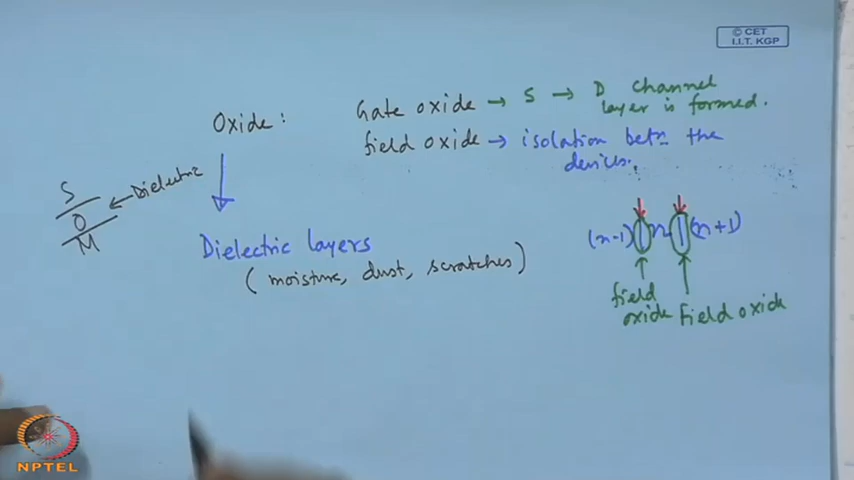 © CET
I.I.T. KGP
Oxide :
Gate oxide → S → D channel
layer is formed.
field oxide → isolation betn the
devices.
S
O
M
← Dielectric
Dielectric layers
(moisture, dust, scratches)
(n-1) n (n+1)
field
oxide
Field oxide
NPTEL